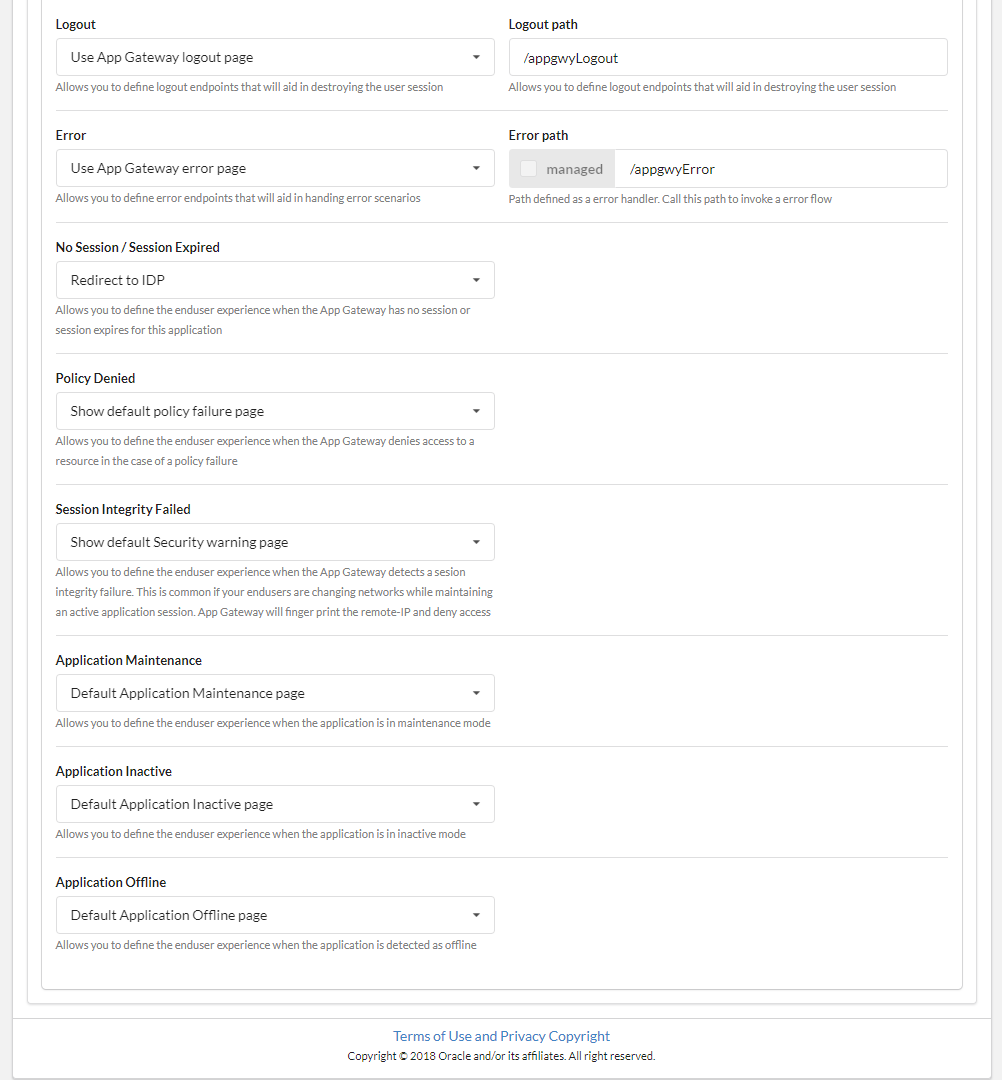 Logout
Logout path
Use App Gateway logout page
/appgwyLogout
Allows you to define logout endpoints that will aid in destroying the user session
Allows you to define logout endpoints that will aid in destroying the user session
Error
Error path
Use App Gateway error page
managed
/appgwyError
Allows you to define error endpoints that will aid in handing error scenarios
Path defined as a error handler. Call this path to invoke a error flow
No Session / Session Expired
Redirect to IDP
Allows you to define the enduser experience when the App Gateway has no session or
session expires for this application
Policy Denied
Show default policy failure page
Allows you to define the enduser experience when the App Gateway denies access to a
resource in the case of a policy failure
Session Integrity Failed
Show default Security warning page
Allows you to define the enduser experience when the App Gateway detects a sesion
integrity failure. This is common if your endusers are changing networks while maintaining
an active application session. App Gateway will finger print the remote-IP and deny access
Application Maintenance
Default Application Maintenance page
Allows you to define the enduser experience when the application is in maintenance mode
Application Inactive
Default Application Inactive page
Allows you to define the enduser experience when the application is in inactive mode
Application Offline
Default Application Offline page
Allows you to define the enduser experience when the application is detected as offline
Terms of Use and Privacy Copyright
Copyright © 2018 Oracle and/or its affiliates. All right reserved.